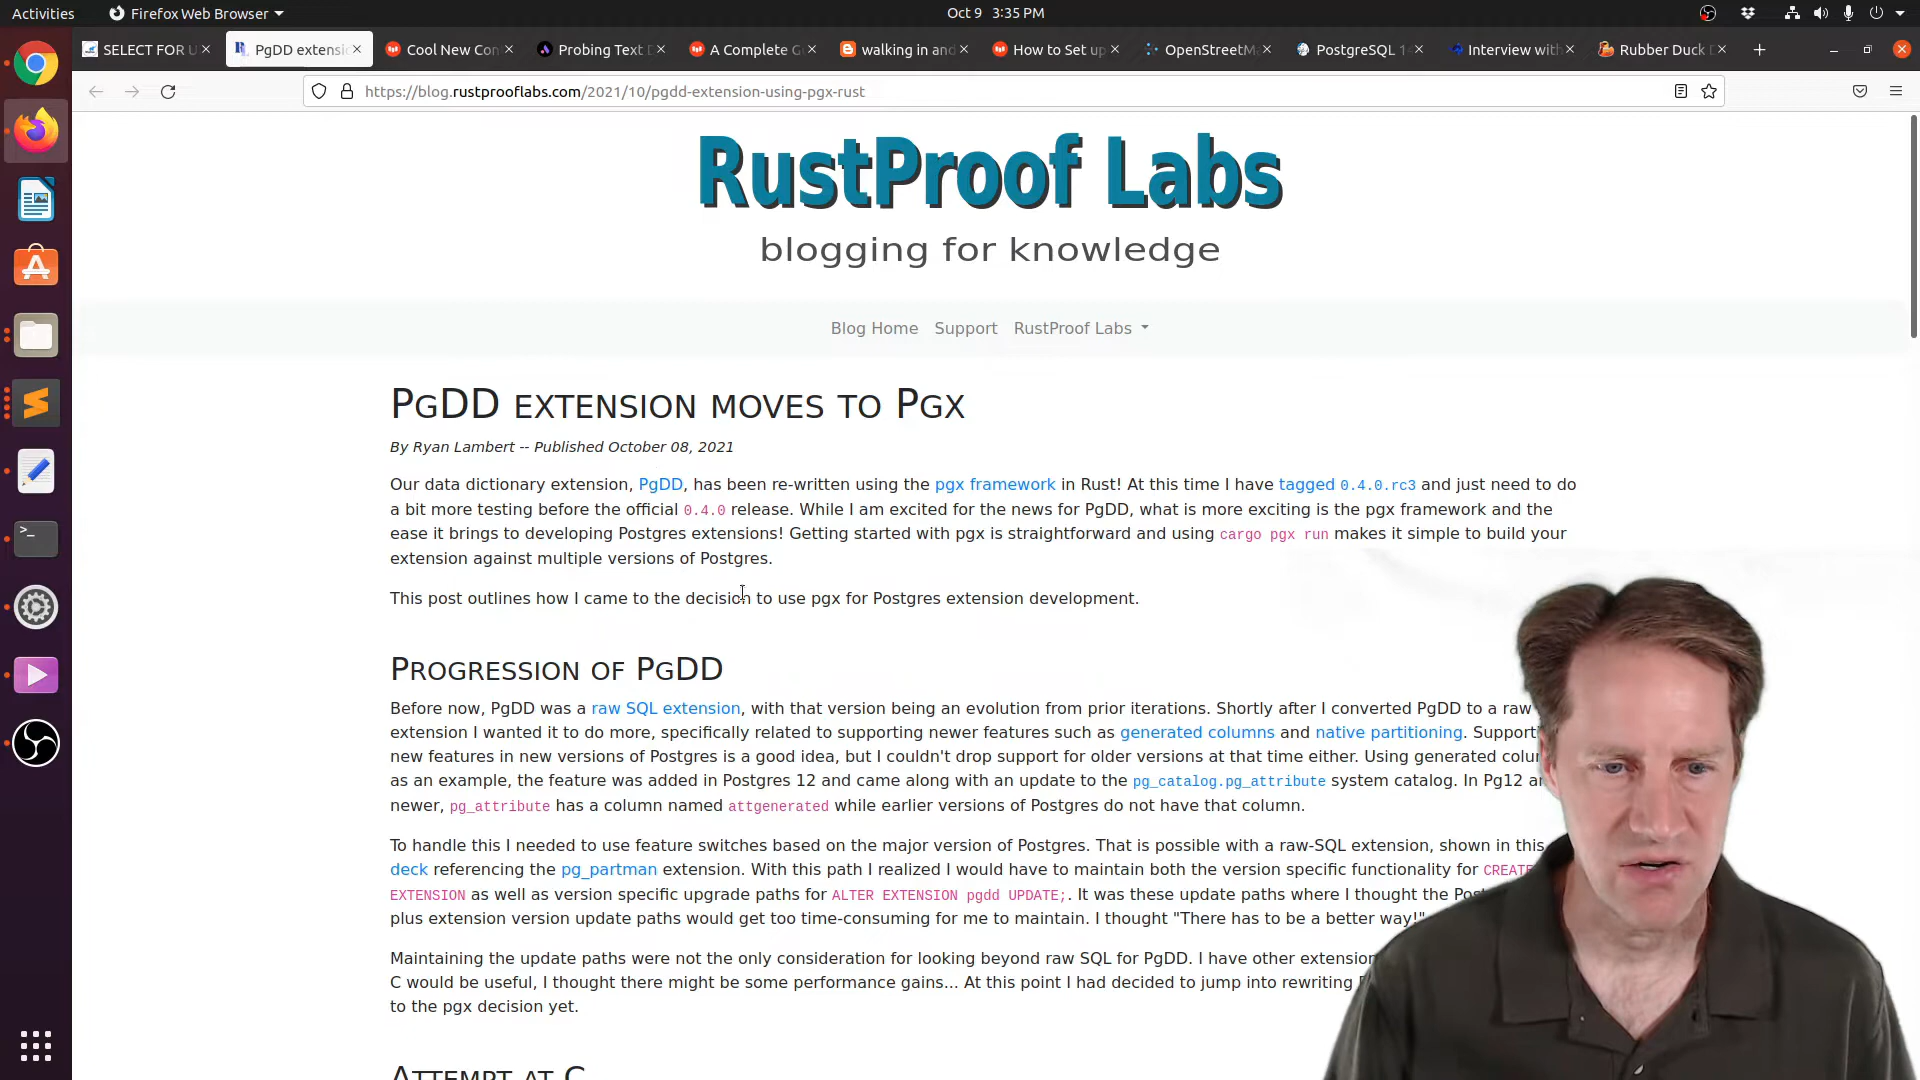 Activities
Firefox Web Browser
Oct 9 3:35 PM
SELECT FOR U
PgDD extensi
Cool New Con
Probing Text D
A Complete G
walking in and
How to Set up
OpenStreetMa
PostgreSQL 14
Interview with
Rubber Duck D
https://blog.rustprooflabs.com/2021/10/pgdd-extension-using-pgx-rust
RustProof Labs
blogging for knowledge
Blog Home Support RustProof Labs
PgDD extension moves to Pgx
By Ryan Lambert -- Published October 08, 2021
Our data dictionary extension, PgDD, has been re-written using the pgx framework in Rust! At this time I have tagged 0.4.0.rc3 and just need to do
a bit more testing before the official 0.4.0 release. While I am excited for the news for PgDD, what is more exciting is the pgx framework and the
ease it brings to developing Postgres extensions! Getting started with pgx is straightforward and using cargo pgx run makes it simple to build your
extension against multiple versions of Postgres.
This post outlines how I came to the decision to use pgx for Postgres extension development.
Progression of PgDD
Before now, PgDD was a raw SQL extension, with that version being an evolution from prior iterations. Shortly after I converted PgDD to a raw
extension I wanted it to do more, specifically related to supporting newer features such as generated columns and native partitioning. Support
new features in new versions of Postgres is a good idea, but I couldn't drop support for older versions at that time either. Using generated colu
as an example, the feature was added in Postgres 12 and came along with an update to the pg_catalog.pg_attribute system catalog. In Pg12 a
newer, pg_attribute has a column named attgenerated while earlier versions of Postgres do not have that column.
To handle this I needed to use feature switches based on the major version of Postgres. That is possible with a raw-SQL extension, shown in this
deck referencing the pg_partman extension. With this path I realized I would have to maintain both the version specific functionality for CREATE
EXTENSION as well as version specific upgrade paths for ALTER EXTENSION pgdd UPDATE;. It was these update paths where I thought the Pos
plus extension version update paths would get too time-consuming for me to maintain. I thought "There has to be a better way!"
Maintaining the update paths were not the only consideration for looking beyond raw SQL for PgDD. I have other extension
C would be useful, I thought there might be some performance gains... At this point I had decided to jump into rewriting
to the pgx decision yet.
Attempt at C